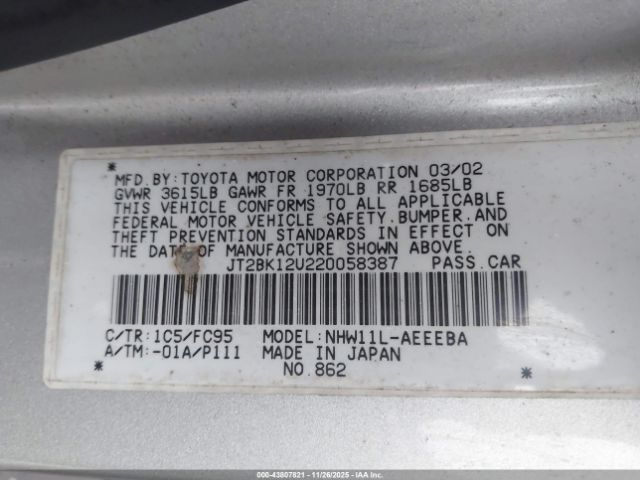 MFD.BY:TOYOTA MOTOR CORPORATION 03/02
GVWR 3615LB GAWR FR 1970LB RR 1685LB
THIS VEHICLE CONFORMS TO ALL APPLICABLE
FEDERAL MOTOR VEHICLE SAFETY.BUMPER.AND
THEFT PREVENTION STANDARDS IN EFFECT ON
THE DATE OF MANUFACTURE SHOWN ABOVE.
JT2BK12U220058387 PASS.CAR
C/TR:1C5/FC95 MODEL:NHW11L-AEEEBA
A/TM:-01A/P111 MADE IN JAPAN
NO.862
000-43807821 - 11/26/2025 - IAAI.COM